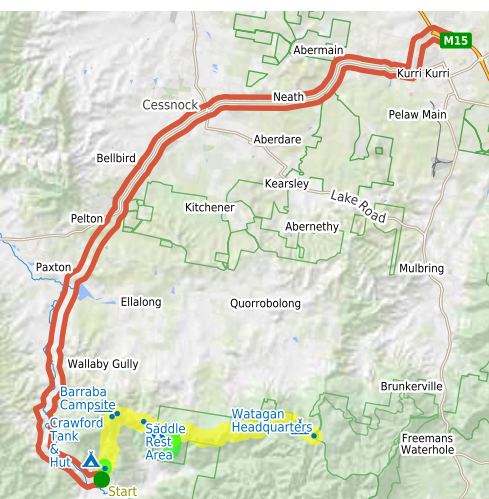 M15
Abermain
Kurri Kurri
Neath
Cessnock
Pelaw Main
Aberdare
Bellbird
Kearsley
Lake Road
Kitchener
Pelton
Abernethy
Paxton
Mulbring
Ellalong
Quorrobolong
Wallaby Gully
Brunkerville
Barraba
Campsite
Watagan
Headquarters
Crawford
Tank
&
Hut
Saddle
Rest
Area
Freemans
Waterhole
Start